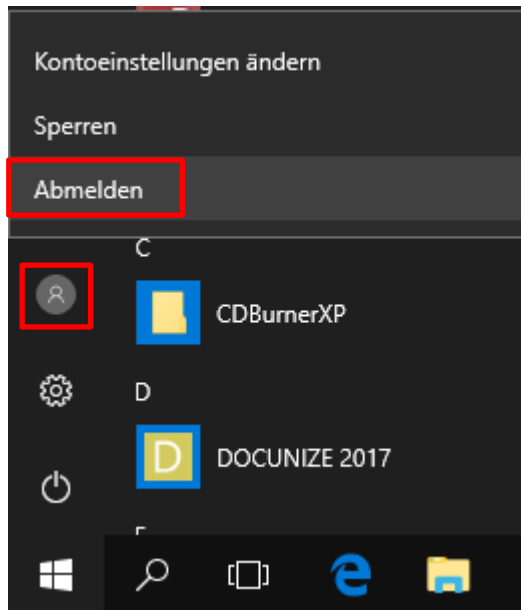 Kontoeinstellungen ändern
Sperren
Abmelden
C
CDBurnerXP
D
D
DOCUNIZE 2017